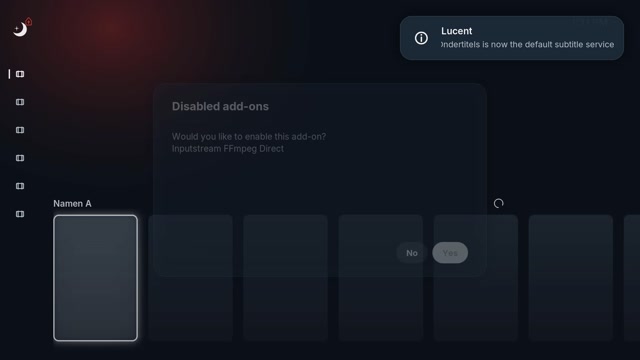 Lucent
Ondertitels is now the default subtitle service
Disabled add-ons
Would you like to enable this add-on?
Inputstream FFmpeg Direct
Namen A
No
Yes